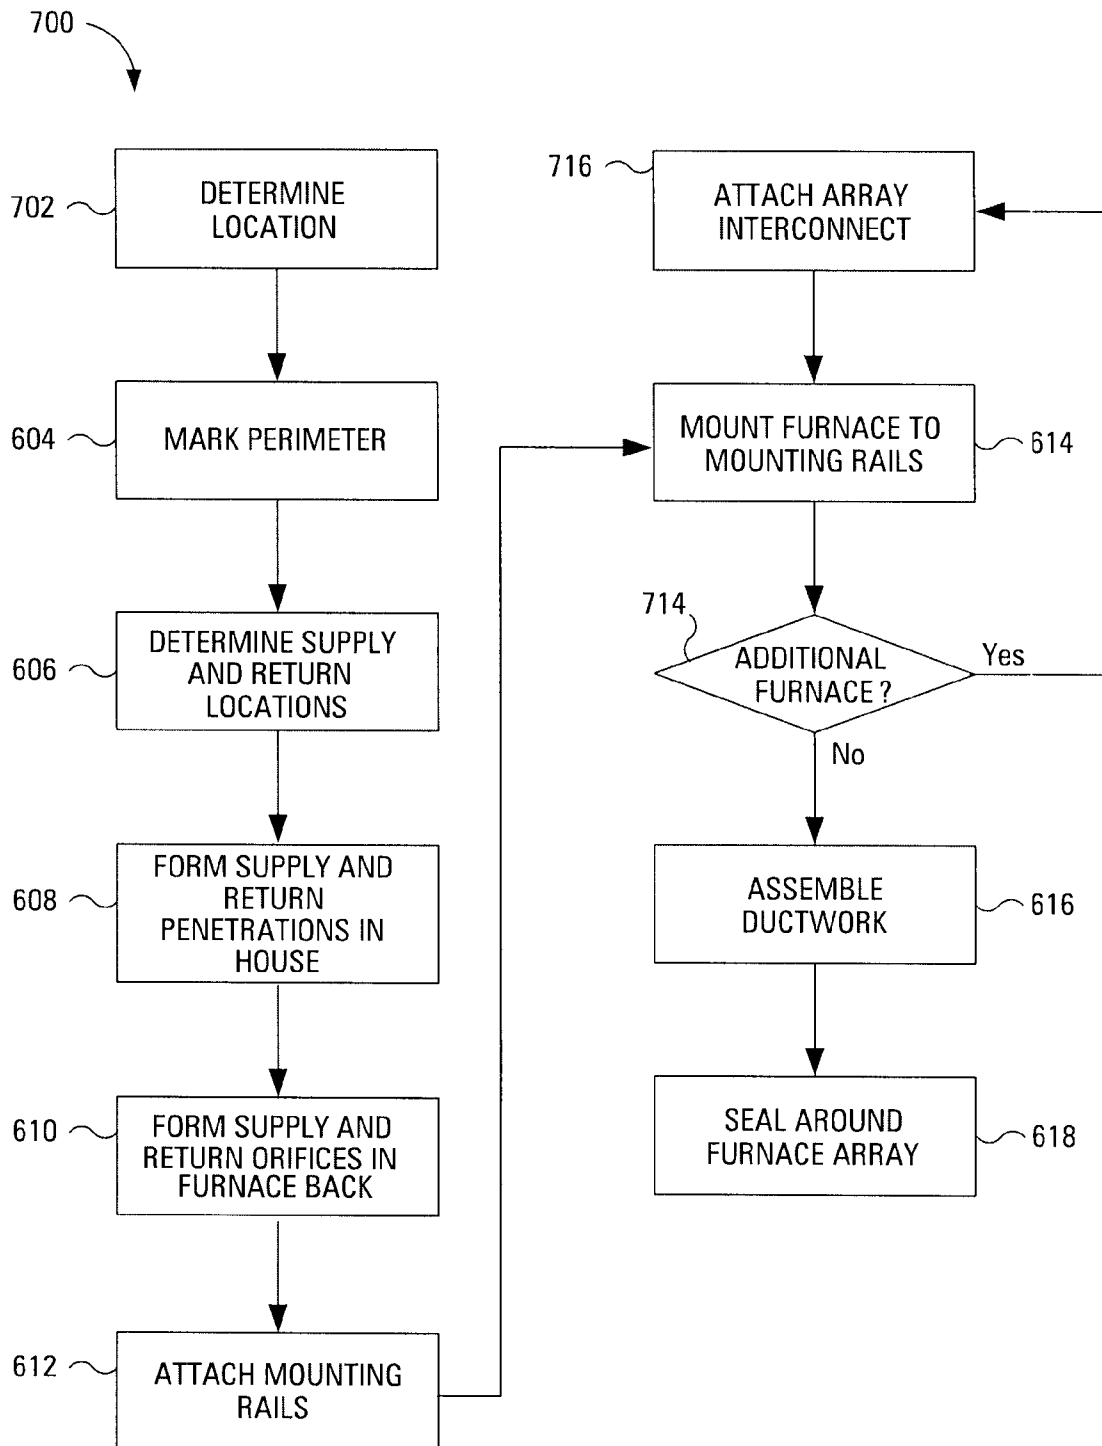 700
702
DETERMINE
LOCATION
604
MARK PERIMETER
606
DETERMINE SUPPLY
AND RETURN
LOCATIONS
608
FORM SUPPLY AND
RETURN
PENETRATIONS IN
HOUSE
610
FORM SUPPLY AND
RETURN ORIFICES IN
FURNACE BACK
612
ATTACH MOUNTING
RAILS
716
ATTACH ARRAY
INTERCONNECT
MOUNT FURNACE TO
MOUNTING RAILS
614
714
ADDITIONAL
FURNACE?
Yes
No
ASSEMBLE
DUCTWORK
616
SEAL AROUND
FURNACE ARRAY
618